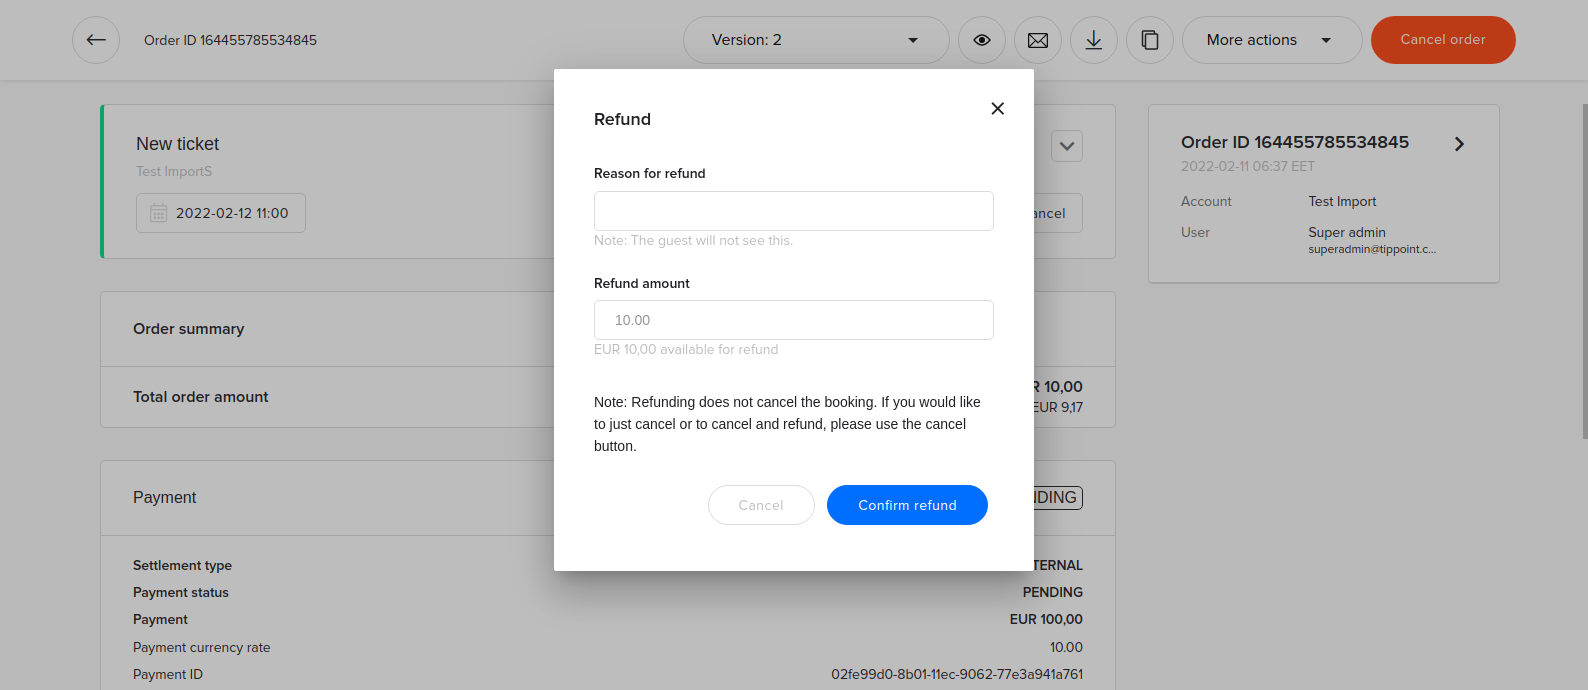 Order ID 164455785534845
Version: 2
More actions
Cancel order
New ticket
Test ImportS
2022-02-12 11:00
Order summary
Total order amount
10,00
EUR 9,17
Payment
Settlement type
Payment status
PENDING
Payment
EUR 100,00
Payment currency rate
10.00
Payment ID
02fe99d0-8b01-11ec-9062-77e3a941a761
Refund
Reason for refund
Note: The guest will not see this.
Refund amount
10.00
EUR 10,00 available for refund
Note: Refunding does not cancel the booking. If you would like
to just cancel or to cancel and refund, please use the cancel
button.
Cancel
Confirm refund
Order ID 164455785534845
2022-02-11 06:37 EET
Account
Test Import
User
Super admin
superadmin@tippoint.c...